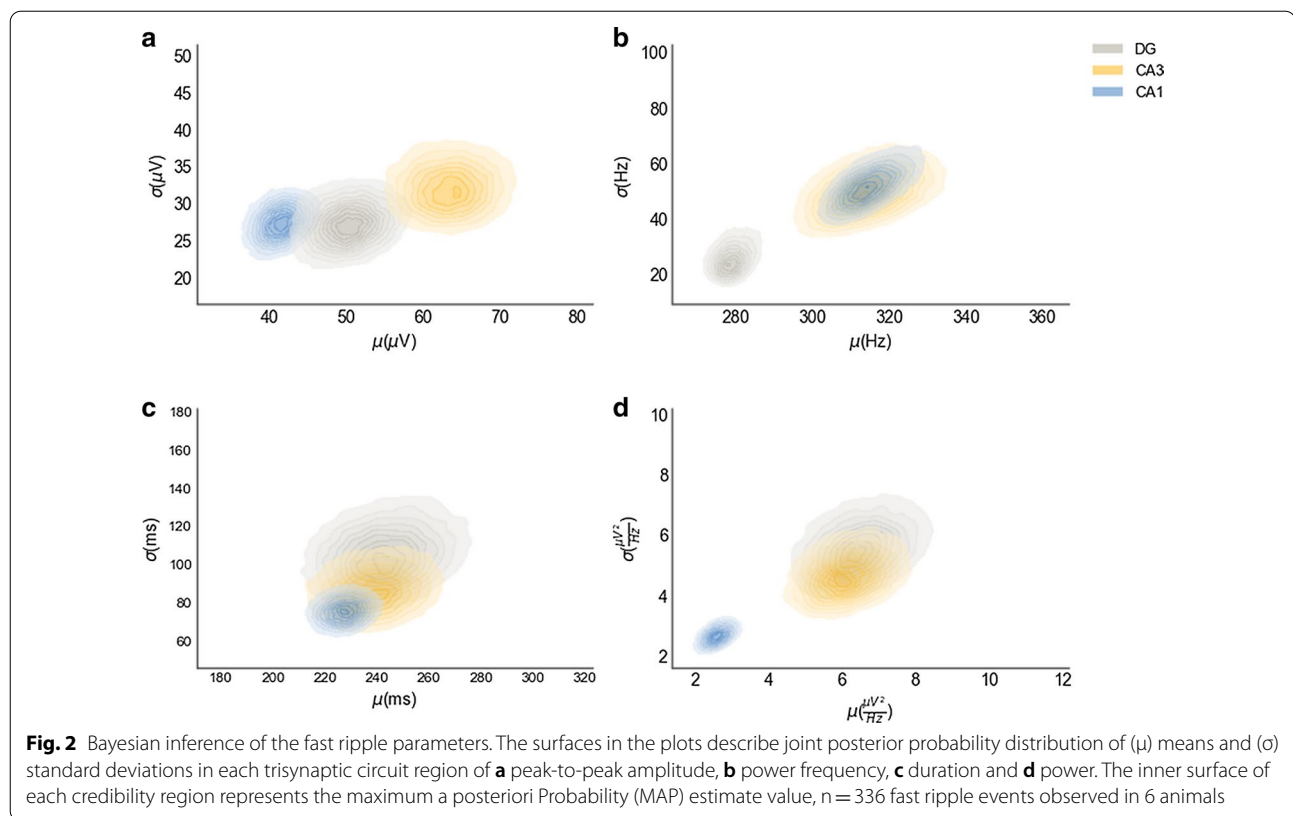 a
50
45
40
35
30
25
20
σ(μV)
40 50 60 70 80
μ(μV)
b
100
80
60
40
20
σ(Hz)
280 300 320 340 360
μ(Hz)
DG
CA3
CA1
c
180
160
140
120
100
80
60
σ(ms)
180 200 220 240 260 280 300 320
μ(ms)
d
10
8
6
4
2
σ(μV²/Hz)
2 4 6 8 10 12
μ(μV²/Hz)
Fig. 2 Bayesian inference of the fast ripple parameters. The surfaces in the plots describe joint posterior probability distribution of (μ) means and (σ)
standard deviations in each trisynaptic circuit region of a peak-to-peak amplitude, b power frequency, c duration and d power. The inner surface of
each credibility region represents the maximum a posteriori Probability (MAP) estimate value, n = 336 fast ripple events observed in 6 animals